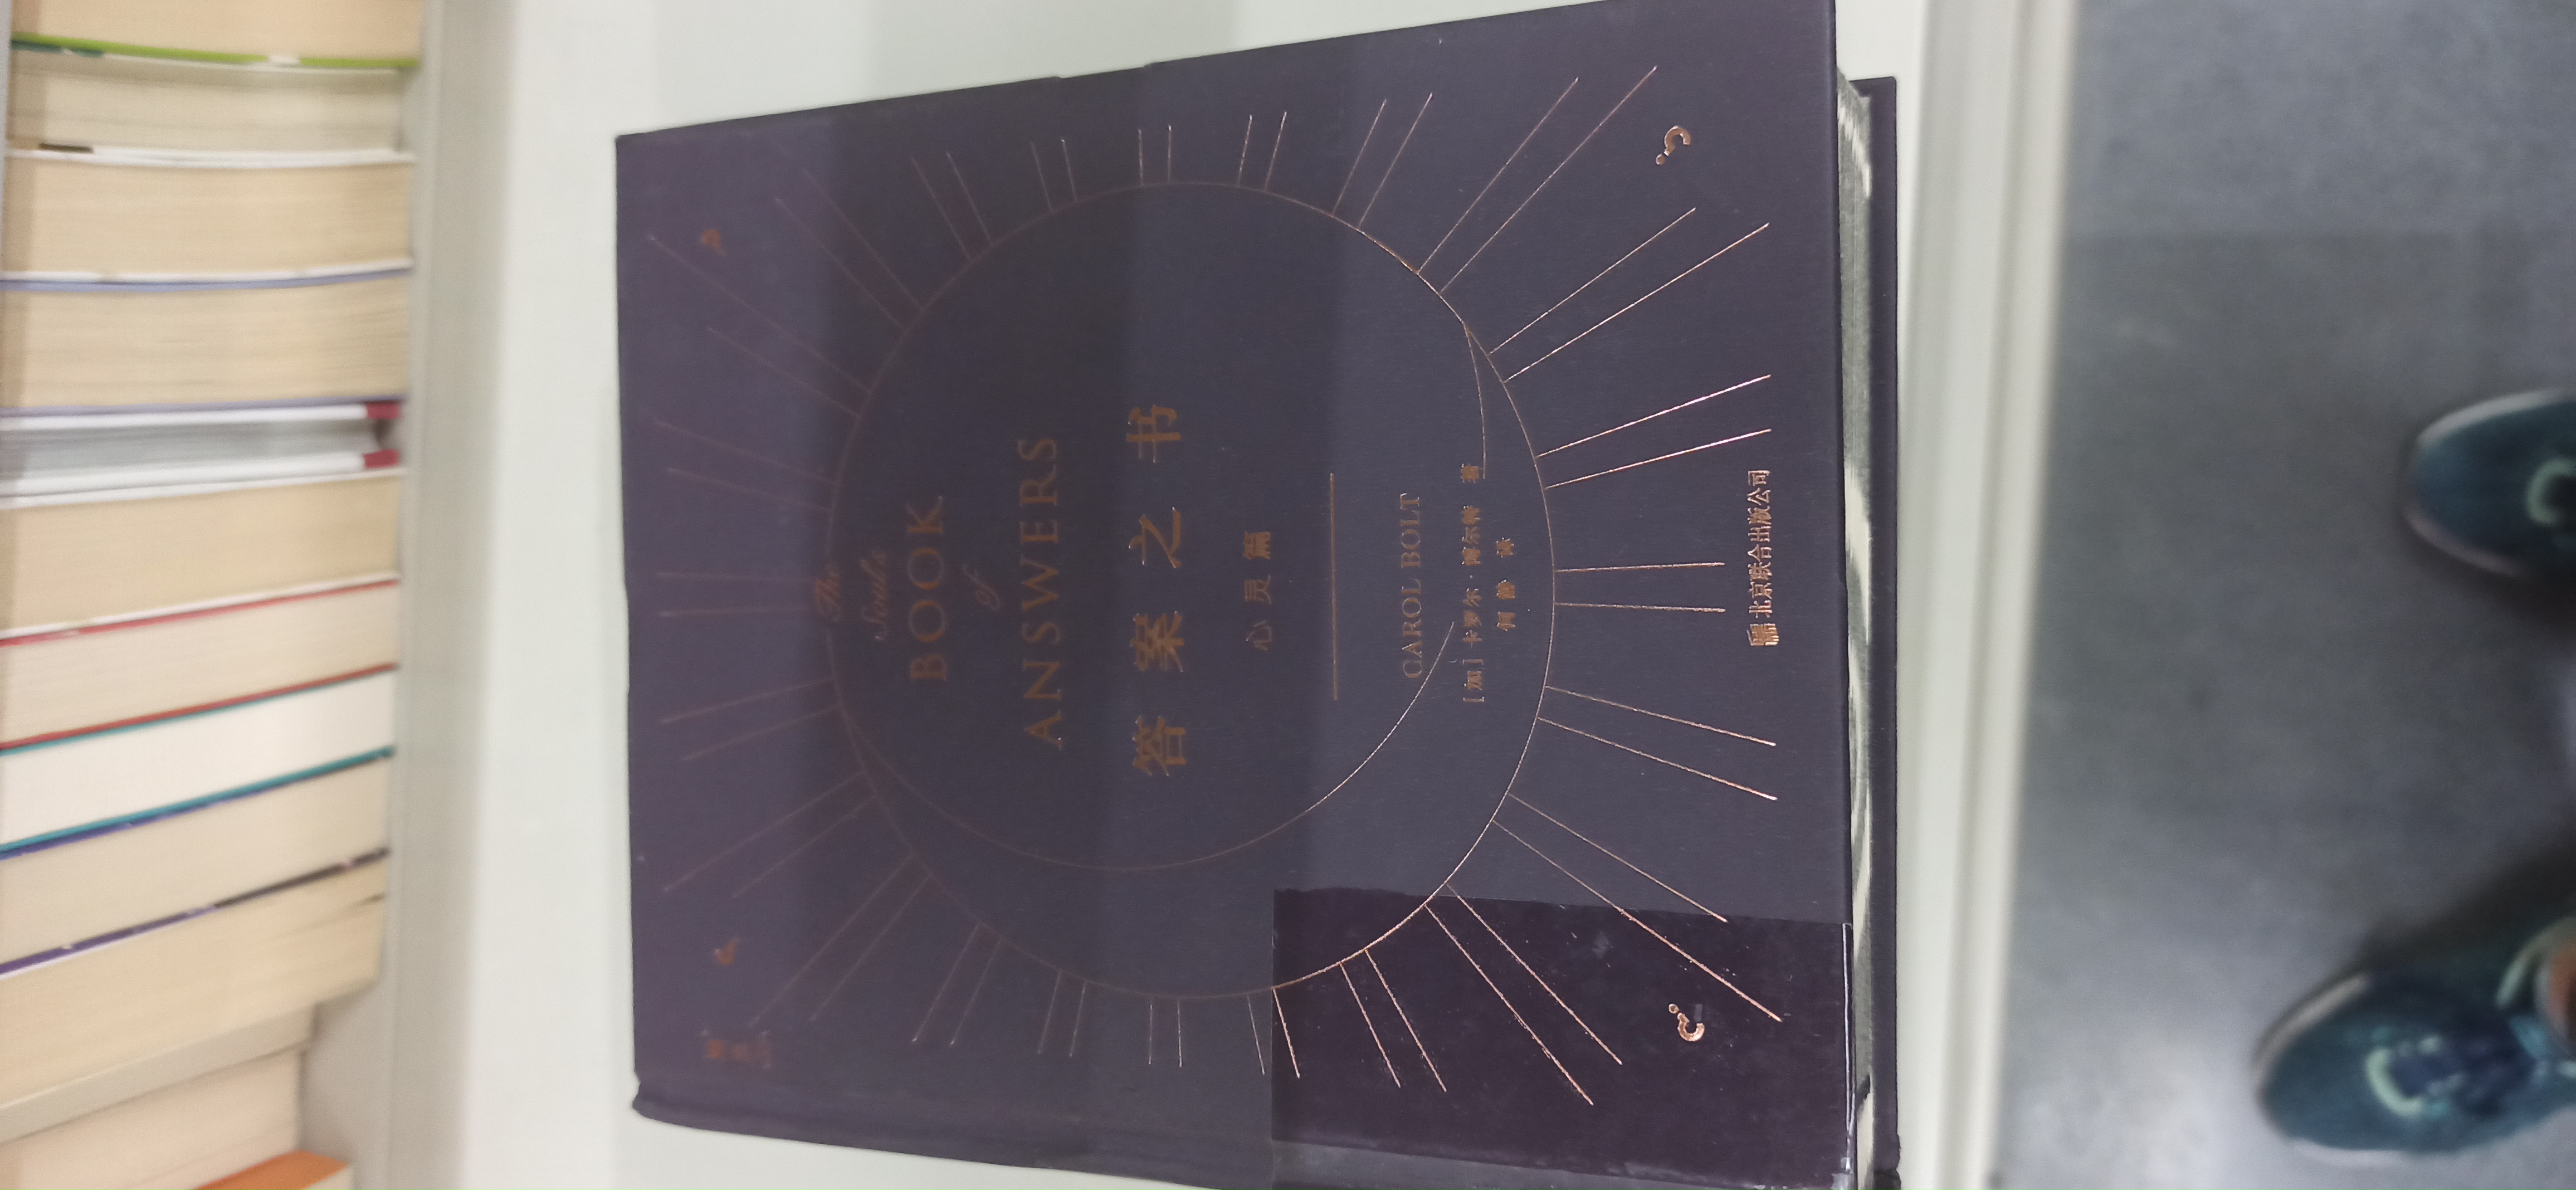 The
Soul's
BOOK
of
ANSWERS
答案之书
心灵篇
CAROL BOLT
[加]卡罗尔·博尔特 著
何龄 译
北京联合出版公司